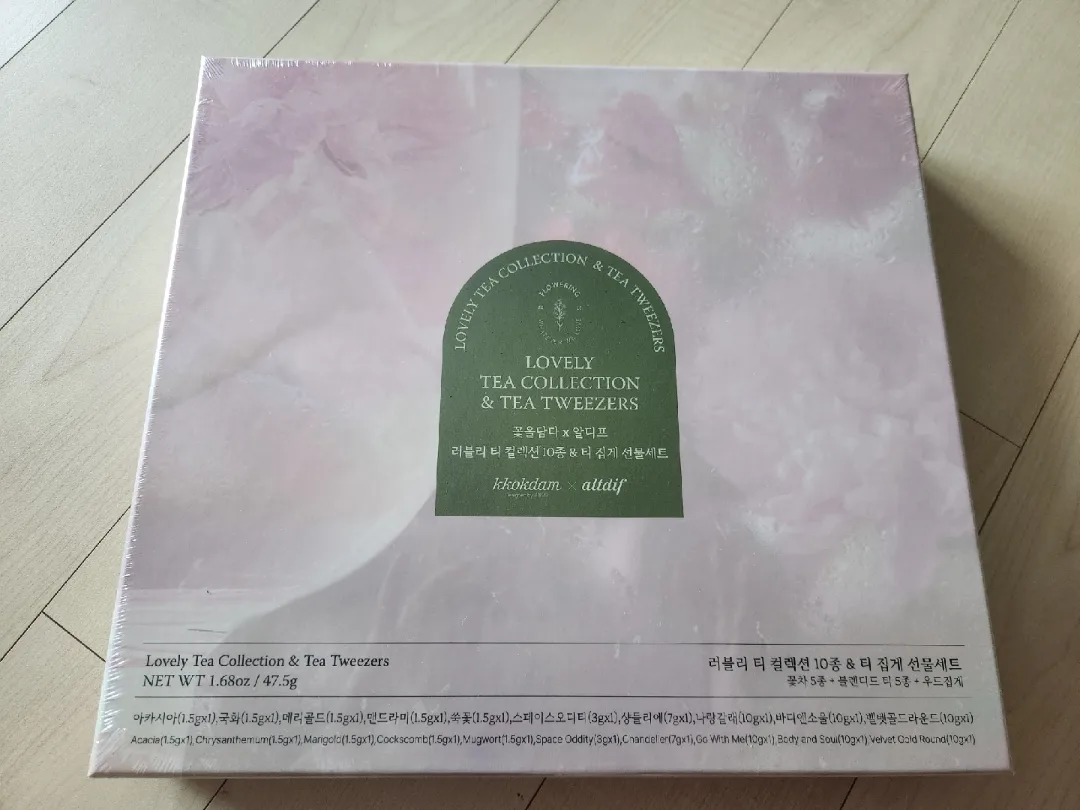 LOVELY TEA COLLECTION & TEA TWEEZERS
FLOWERING
LOVELY
TEA COLLECTION
& TEA TWEEZERS
꽃을담다 x 알디프
러블리 티 컬렉션 10종 & 티 집게 선물세트
kkokdam × altdif
Lovely Tea Collection & Tea Tweezers
NET WT 1.68oz / 47.5g
러블리 티 컬렉션 10종 & 티 집게 선물세트
꽃차 5종 + 블렌디드 티 5종 + 우드집게
아카시아(1.5gx1),국화(1.5gx1),메리골드(1.5gx1),맨드라미(1.5gx1),쑥꽃(1.5gx1),스페이스오디티(3gx1),샹들리에(7gx1),나랑갈래(10gx1),바디앤소울(10gx1),벨벳골드라운드(10gx1)
Acacia(1.5gx1),Chrysanthemum(1.5gx1),Marigold(1.5gx1),Cockscomb(1.5gx1),Mugwort(1.5gx1),Space Oddity(3gx1),Chandelier(7gx1),Go With Me(10gx1),Body and Soul(10gx1),Velvet Gold Round(10gx1)